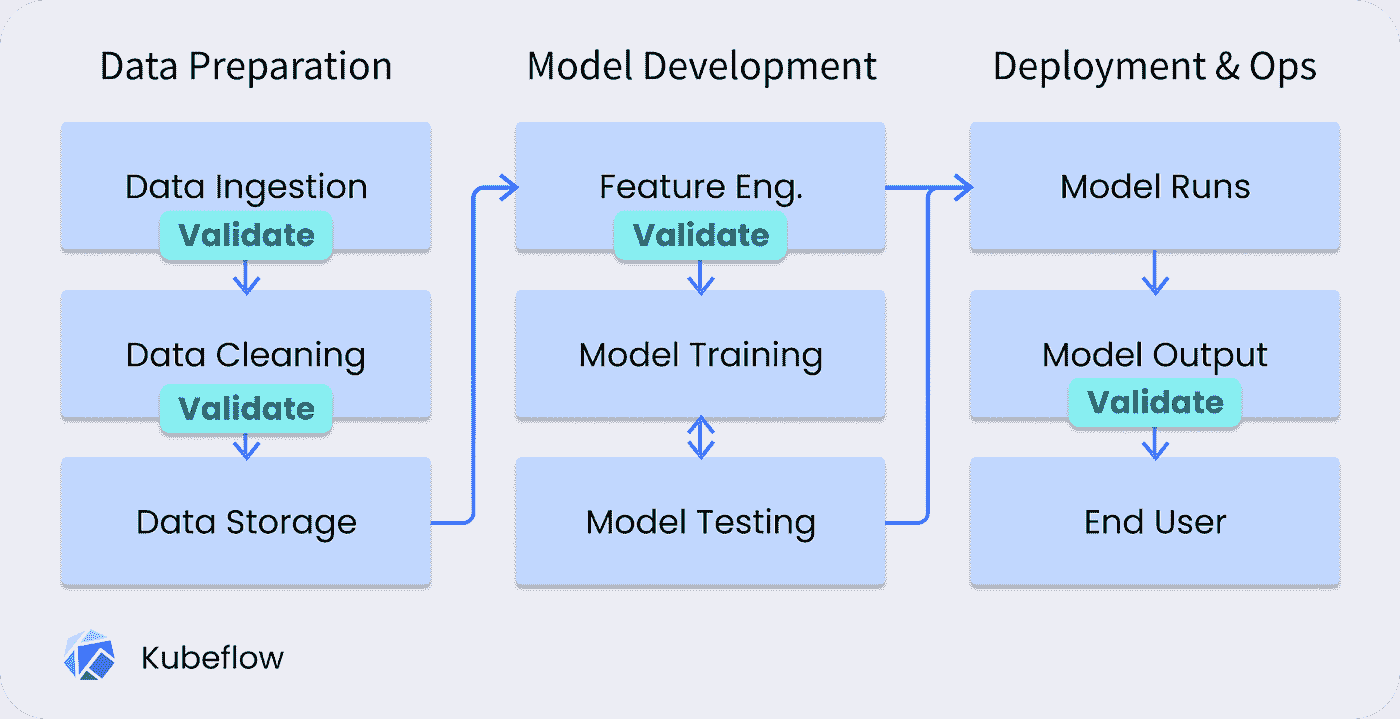 Data Preparation
Data Ingestion
Validate
Data Cleaning
Validate
Data Storage
Model Development
Feature Eng.
Validate
Model Training
Model Testing
Deployment & Ops
Model Runs
Model Output
Validate
End User
Kubeflow